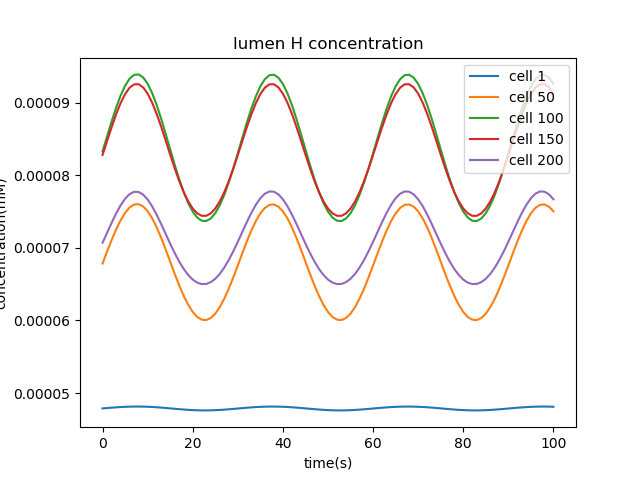 lumen H concentration
cell 1
cell 50
cell 100
cell 150
cell 200
0.00009
0.00008
0.00007
0.00006
0.00005
concentration(mM)
0 20 40 60 80 100
time(s)